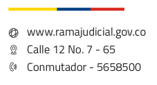 www.ramajudicial.gov.co
Calle 12 No. 7 - 65
Conmutador - 5658500